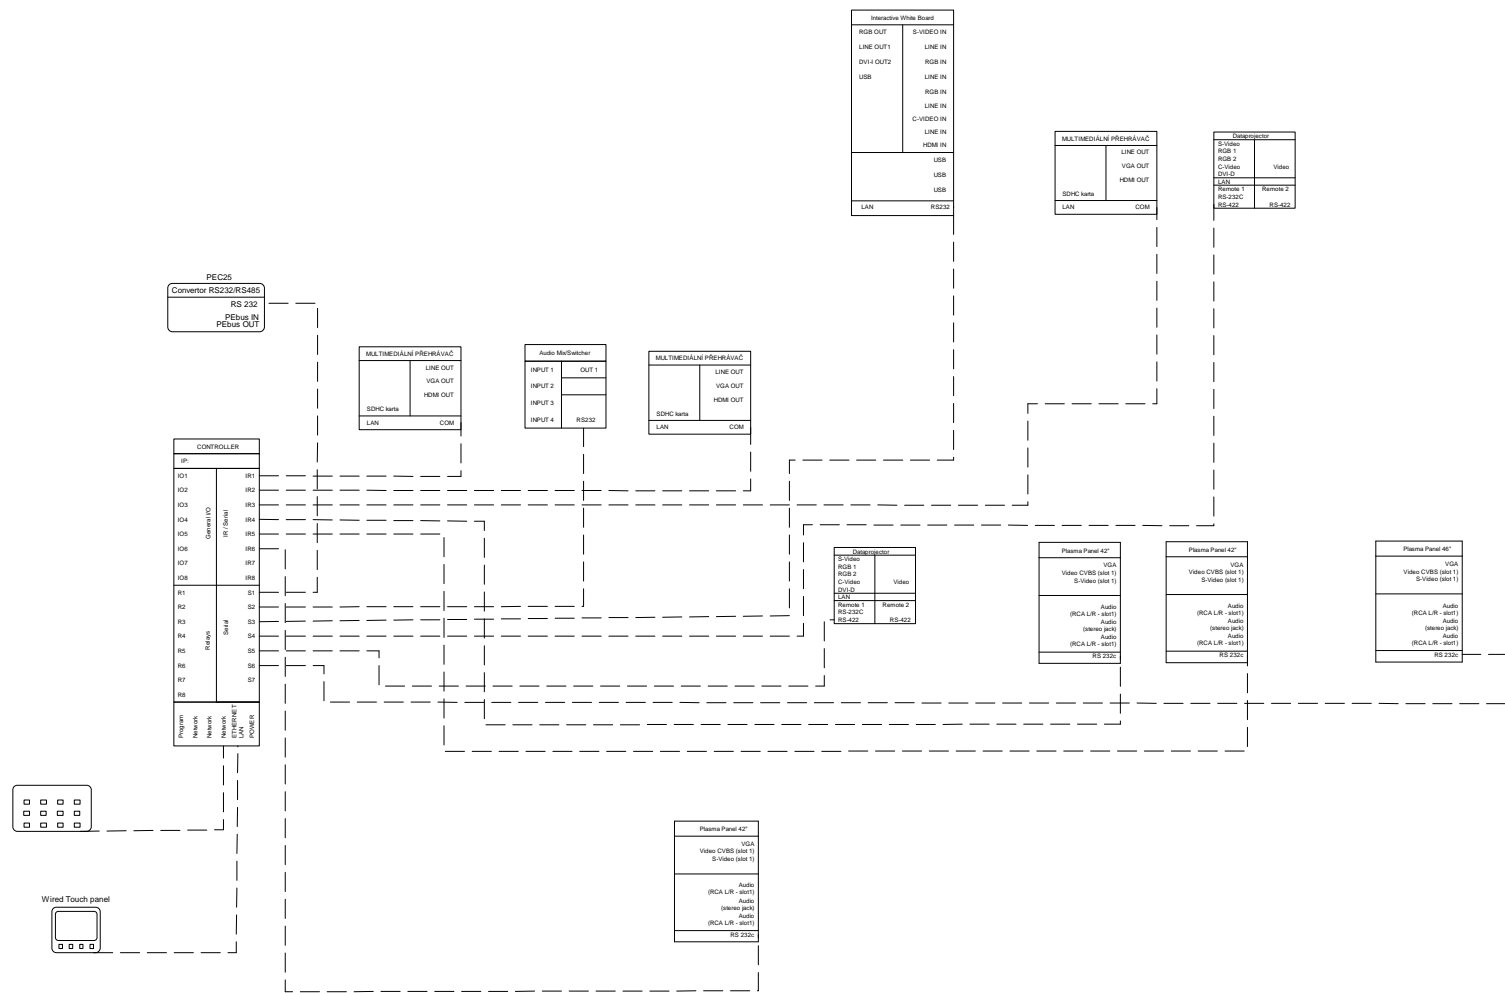 Interactive White Board
RGB OUT S-VIDEO IN
LINE OUT1 LINE IN
DVI-I OUT2 RGB IN
USB LINE IN
RGB IN
LINE IN
C-VIDEO IN
LINE IN
HDMI IN
USB
USB
USB
LAN RS232
MULTIMEDIÁLNÍ PŘEHRÁVAČ
LINE OUT
VGA OUT
HDMI OUT
SDHC karta
LAN COM
Dataprojector
S-Video
RGB 1
RGB 2
C-Video Video
DVI-D
LAN
Remote 1 Remote 2
RS-232C
RS-422 RS-422
PEC25
Convertor RS232/RS485
RS 232
PEbus IN
PEbus OUT
MULTIMEDIÁLNÍ PŘEHRÁVAČ
LINE OUT
VGA OUT
HDMI OUT
SDHC karta
LAN COM
Audio Mix/Switcher
INPUT 1 OUT 1
INPUT 2
INPUT 3
INPUT 4 RS232
MULTIMEDIÁLNÍ PŘEHRÁVAČ
LINE OUT
VGA OUT
HDMI OUT
SDHC karta
LAN COM
CONTROLLER
IP:
IO1 IR1
IO2 IR2
IO3 IR3
IO4 IR4
IO5 IR5
IO6 IR6
IO7 IR7
IO8 IR8
General I/O
IR / Serial
R1 S1
R2 S2
R3 S3
R4 S4
R5 S5
R6 S6
R7 S7
R8
Relays
Serial
Program
Network
Network
Network
ETHERNET
LAN
POWER
Dataprojector
S-Video
RGB 1
RGB 2
C-Video Video
DVI-D
LAN
Remote 1 Remote 2
RS-232C
RS-422 RS-422
Plasma Panel 42"
VGA
Video CVBS (slot 1)
S-Video (slot 1)
Audio
(RCA L/R - slot1)
Audio
(stereo jack)
Audio
(RCA L/R - slot1)
RS 232c
Plasma Panel 42"
VGA
Video CVBS (slot 1)
S-Video (slot 1)
Audio
(RCA L/R - slot1)
Audio
(stereo jack)
Audio
(RCA L/R - slot1)
RS 232c
Plasma Panel 46"
VGA
Video CVBS (slot 1)
S-Video (slot 1)
Audio
(RCA L/R - slot1)
Audio
(stereo jack)
Audio
(RCA L/R - slot1)
RS 232c
Plasma Panel 42"
VGA
Video CVBS (slot 1)
S-Video (slot 1)
Audio
(RCA L/R - slot1)
Audio
(stereo jack)
Audio
(RCA L/R - slot1)
RS 232c
Wired Touch panel